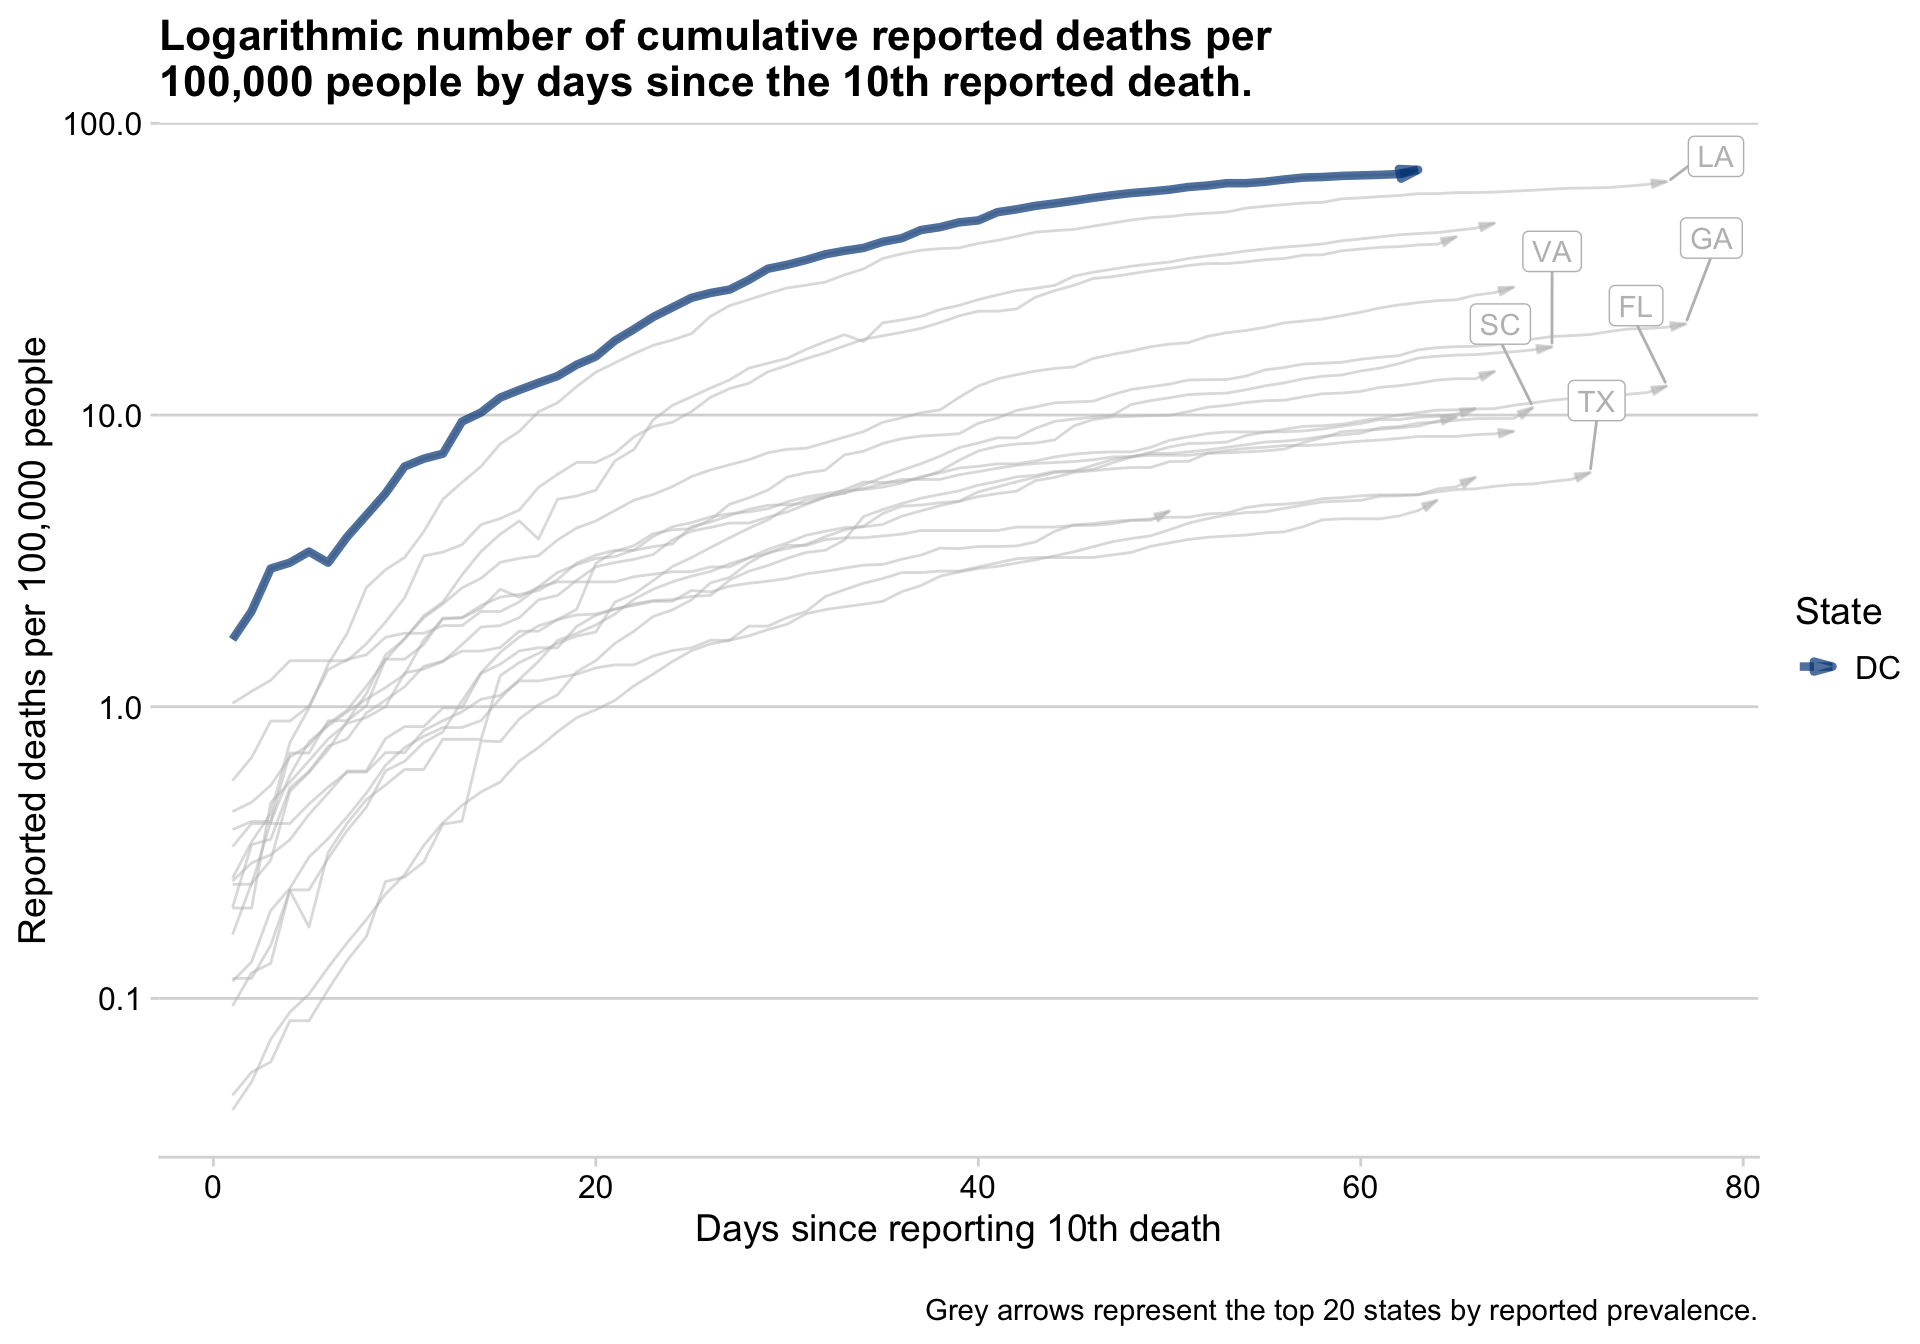 Logarithmic number of cumulative reported deaths per
100,000 people by days since the 10th reported death.
Reported deaths per 100,000 people
100.0
10.0
1.0
0.1
LA
GA
VA
FL
SC
TX
State
DC
0
20
40
60
80
Days since reporting 10th death
Grey arrows represent the top 20 states by reported prevalence.